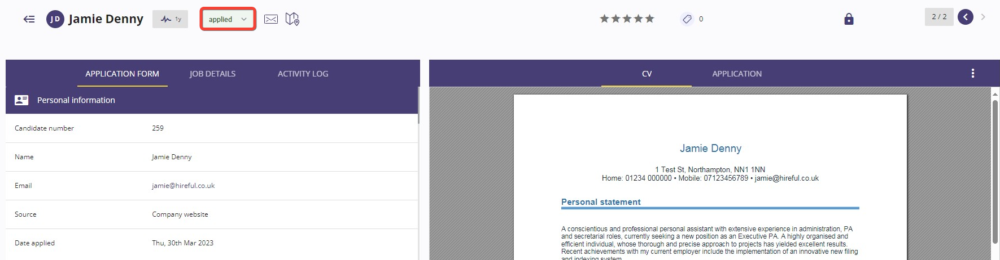 JD Jamie Denny 1y applied 0 2 / 2
APPLICATION FORM JOB DETAILS ACTIVITY LOG
Personal information
Candidate number 259
Name Jamie Denny
Email jamie@hireful.co.uk
Source Company website
Date applied Thu, 30th Mar 2023
CV APPLICATION
Jamie Denny
1 Test St, Northampton, NN1 1NN
Home: 01234 000000 • Mobile: 07123456789 • jamie@hireful.co.uk
Personal statement
A conscientious and professional personal assistant with extensive experience in administration, PA
and secretarial roles, currently seeking a new position as an Executive PA. A highly organised and
efficient individual, whose thorough and precise approach to projects has yielded excellent results.
Recent achievements with my current employer include the implementation of an innovative new filing
and indexing system.